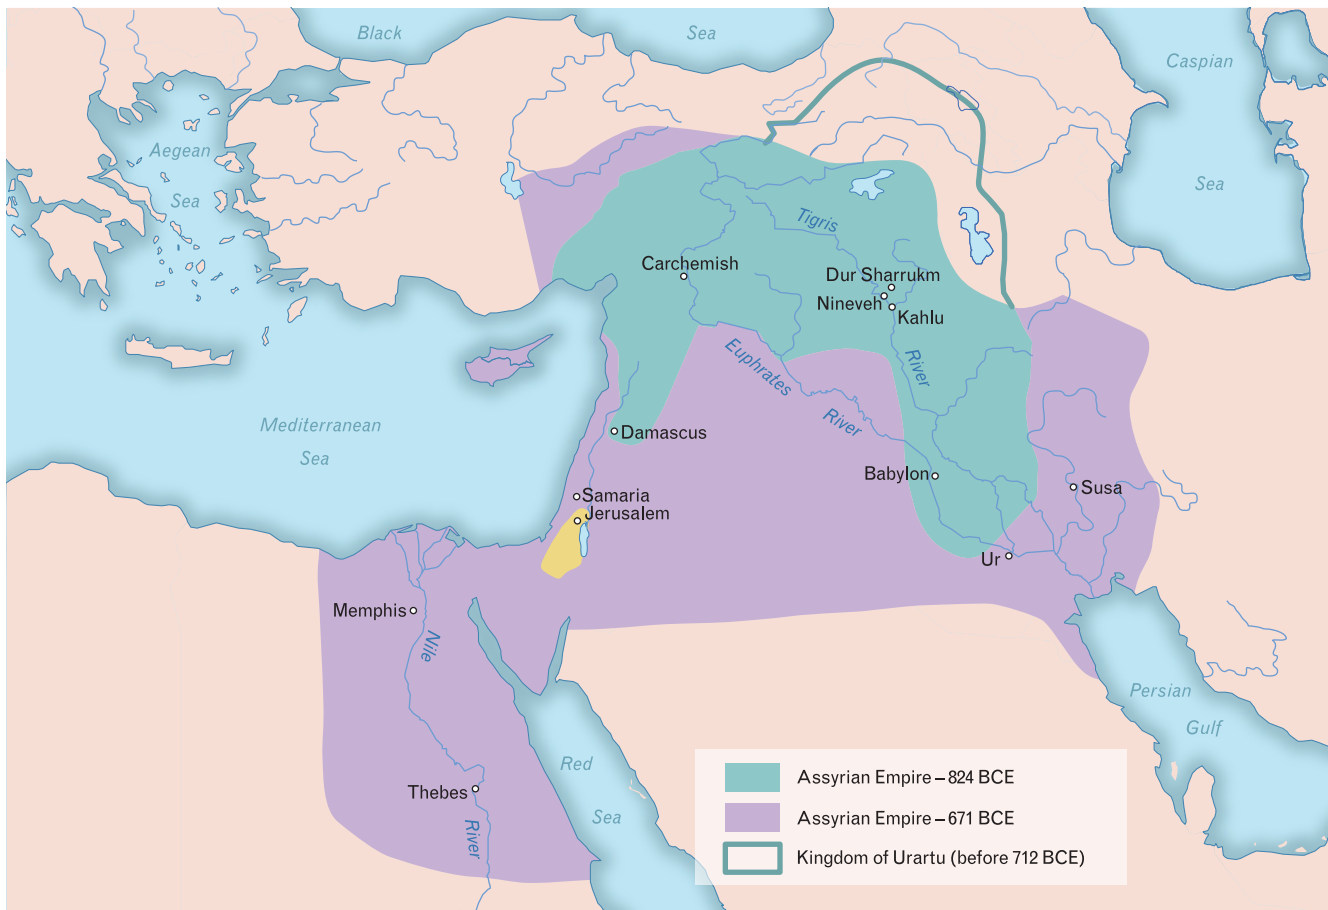 Black
Sea
Caspian
Sea
Aegean
Sea
Tigris
Carchemish
Dur Sharrukm
Nineveh
Kahlu
River
Euphrates
River
Mediterranean
Sea
Damascus
Babylon
Susa
Samaria
Jerusalem
Ur
Memphis
Nile
River
Thebes
Red
Sea
Persian
Gulf
Assyrian Empire – 824 BCE
Assyrian Empire – 671 BCE
Kingdom of Urartu (before 712 BCE)